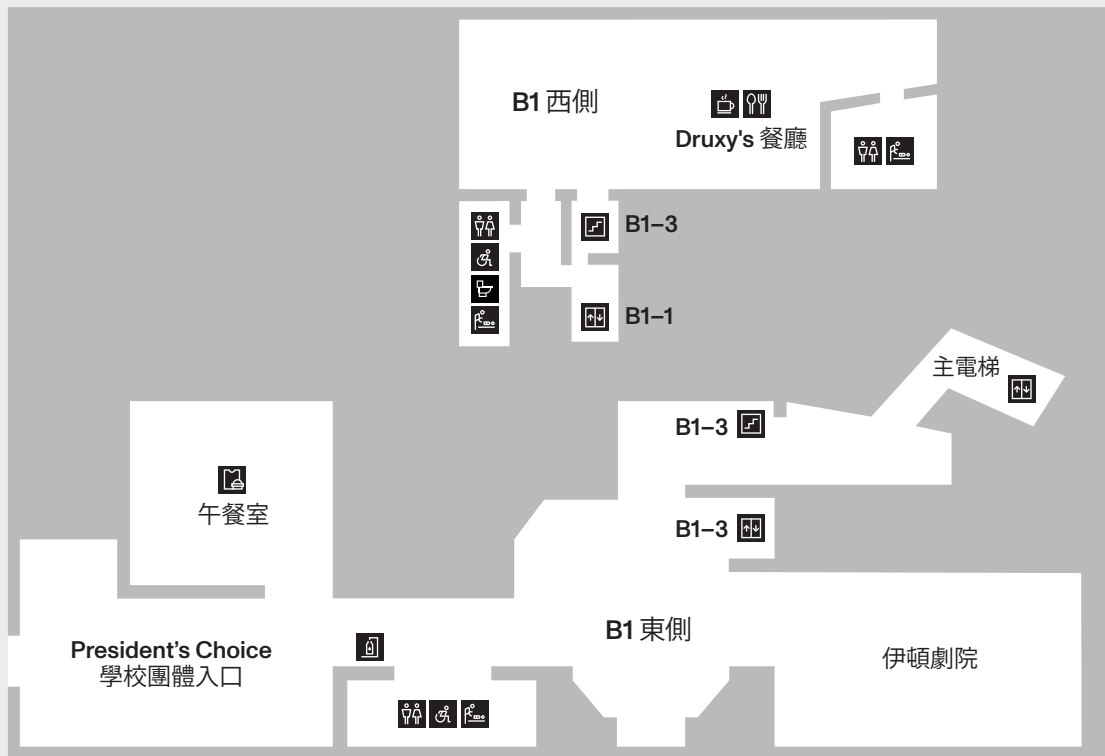 B1 西側
Druxy's 餐廳
B1–3
B1–1
主電梯
B1–3
午餐室
B1–3
B1 東側
President's Choice
學校團體入口
伊頓劇院